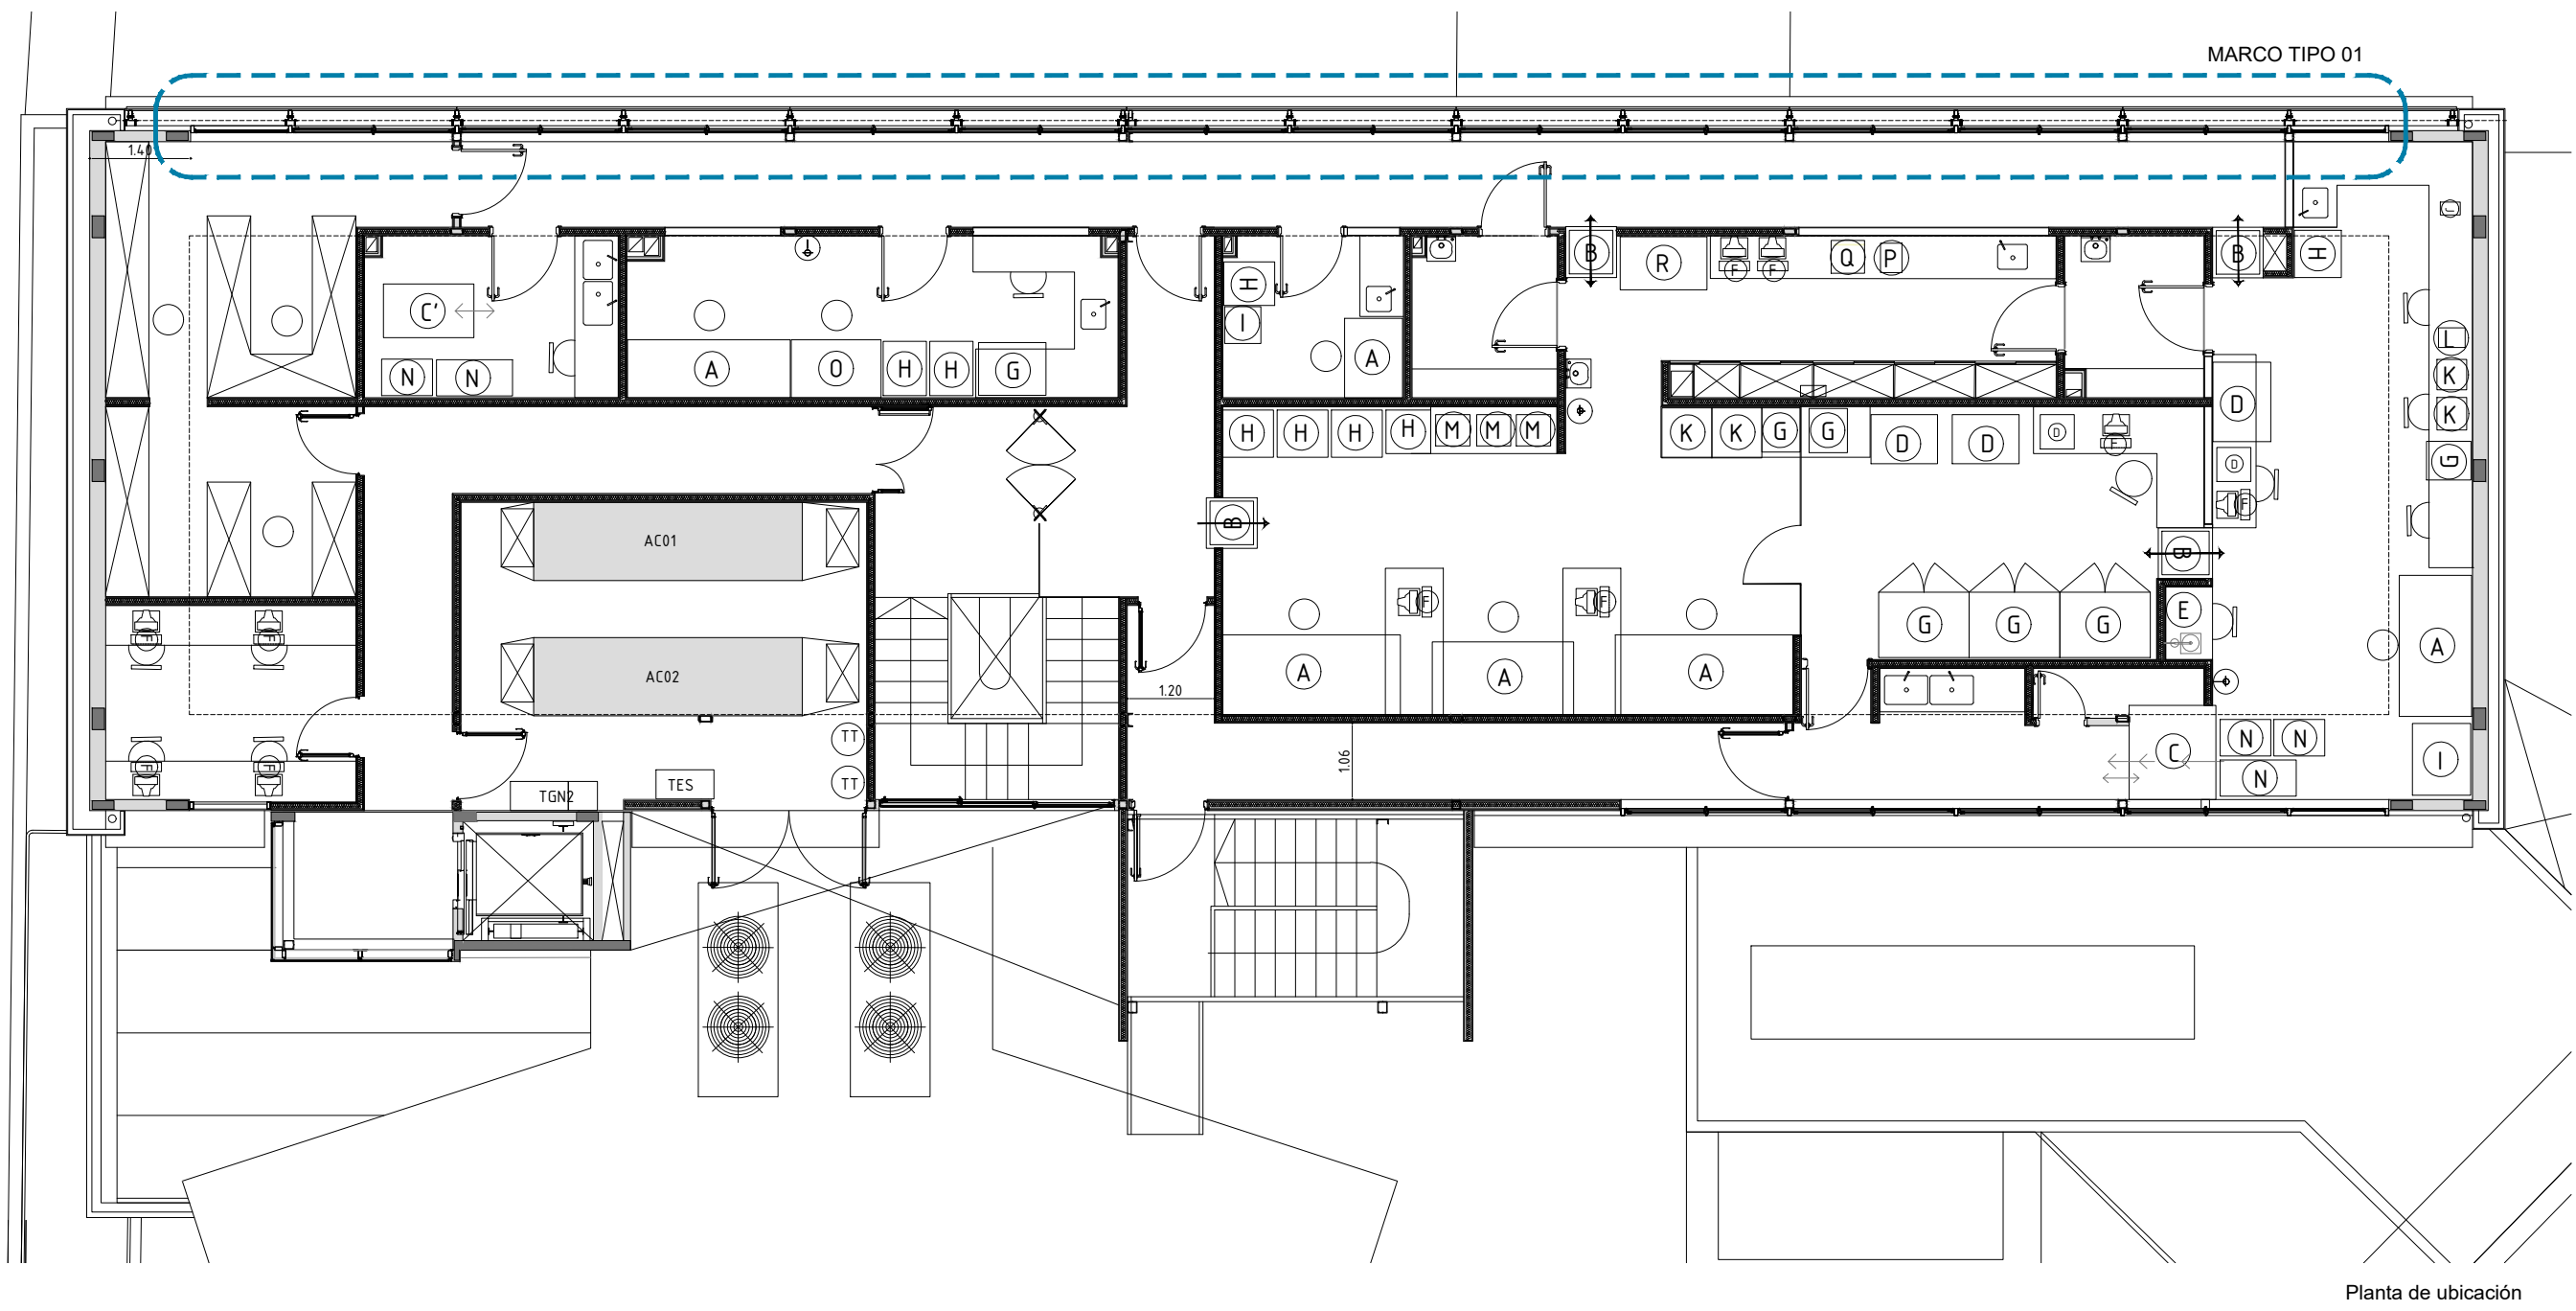 MARCO TIPO 01
1.40
J
B
B
H
R
F
F
Q
P
H
C'
I
L
A
K
N
N
A
O
H
H
G
D
K
H
H
H
H
M
M
M
K
K
G
G
D
D
D
F
D
G
F
B
AC01
B
F
F
E
G
G
G
F
F
A
A
A
A
AC02
1.20
TT
1.06
N
N
C
I
F
F
TT
N
TES
TGN2
Planta de ubicación